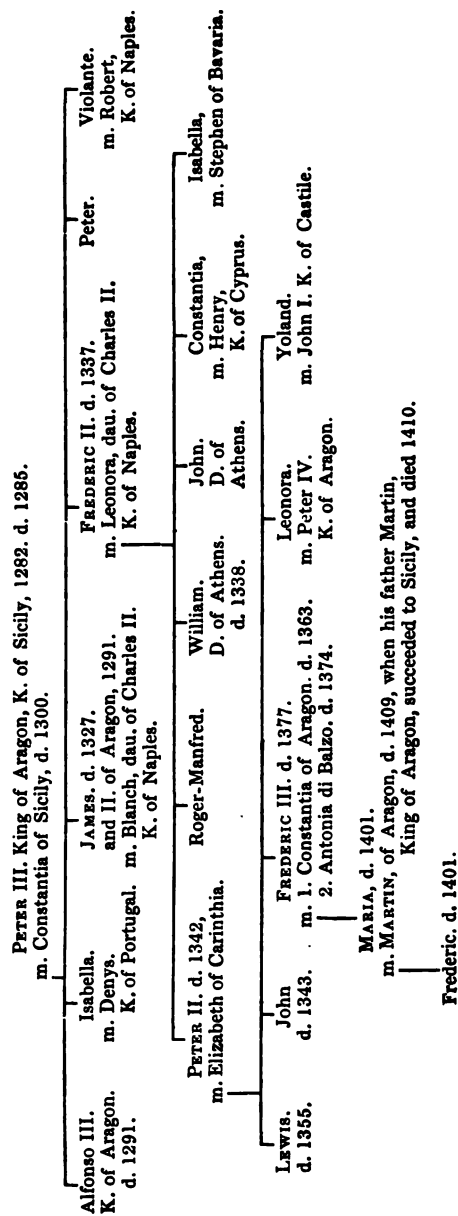 PETER III. King of Aragon, K. of Sicily, 1282. d. 1285.
m. Constantia of Sicily, d. 1300.
Alfonso III.
K. of Aragon.
d. 1291.
Isabella.
m. Denys.
K. of Portugal.
JAMES. d. 1327.
and II. of Aragon, 1291.
m. Blanch, dau. of Charles II.
K. of Naples.
FREDERIC II. d. 1337.
m. Leonora, dau. of Charles II.
K. of Naples.
Peter.
Violante.
m. Robert,
K. of Naples.
PETER II. d. 1342,
m. Elizabeth of Carinthia.
Roger-Manfred.
William.
D. of Athens.
d. 1338.
John.
D. of
Athens.
Constantia,
m. Henry,
K. of Cyprus.
Isabella,
m. Stephen of Bavaria.
LEWIS.
d. 1355.
John
d. 1343.
FREDERIC III. d. 1377.
m. 1. Constantia of Aragon. d. 1363.
2. Antonia di Balzo. d. 1374.
Leonora.
m. Peter IV.
K. of Aragon.
Yoland.
m. John I. K. of Castile.
MARIA, d. 1401.
m. MARTIN, of Aragon, d. 1409, when his father Martin,
King of Aragon, succeeded to Sicily, and died 1410.
Frederic. d. 1401.